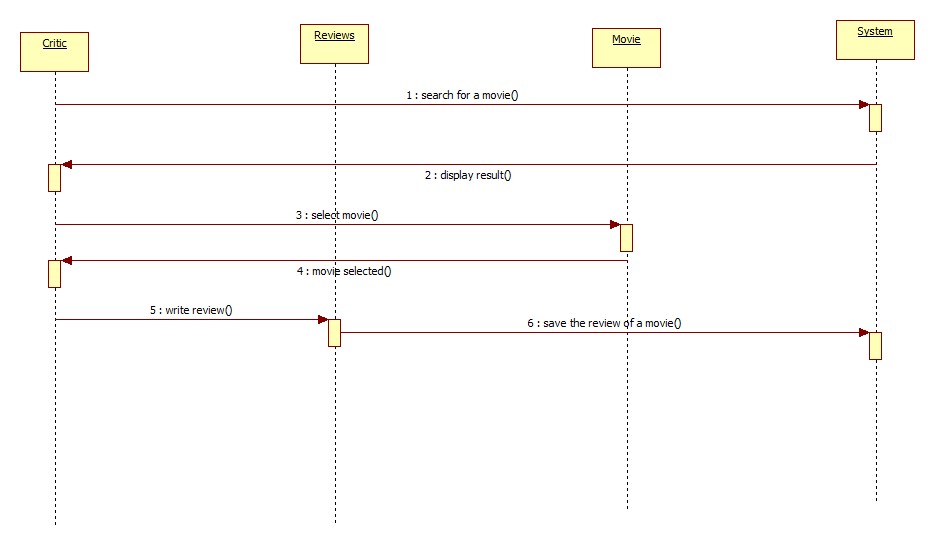 Critic
Reviews
Movie
System
1 : search for a movie()
2 : display result()
3 : select movie()
4 : movie selected()
5 : write review()
6 : save the review of a movie()